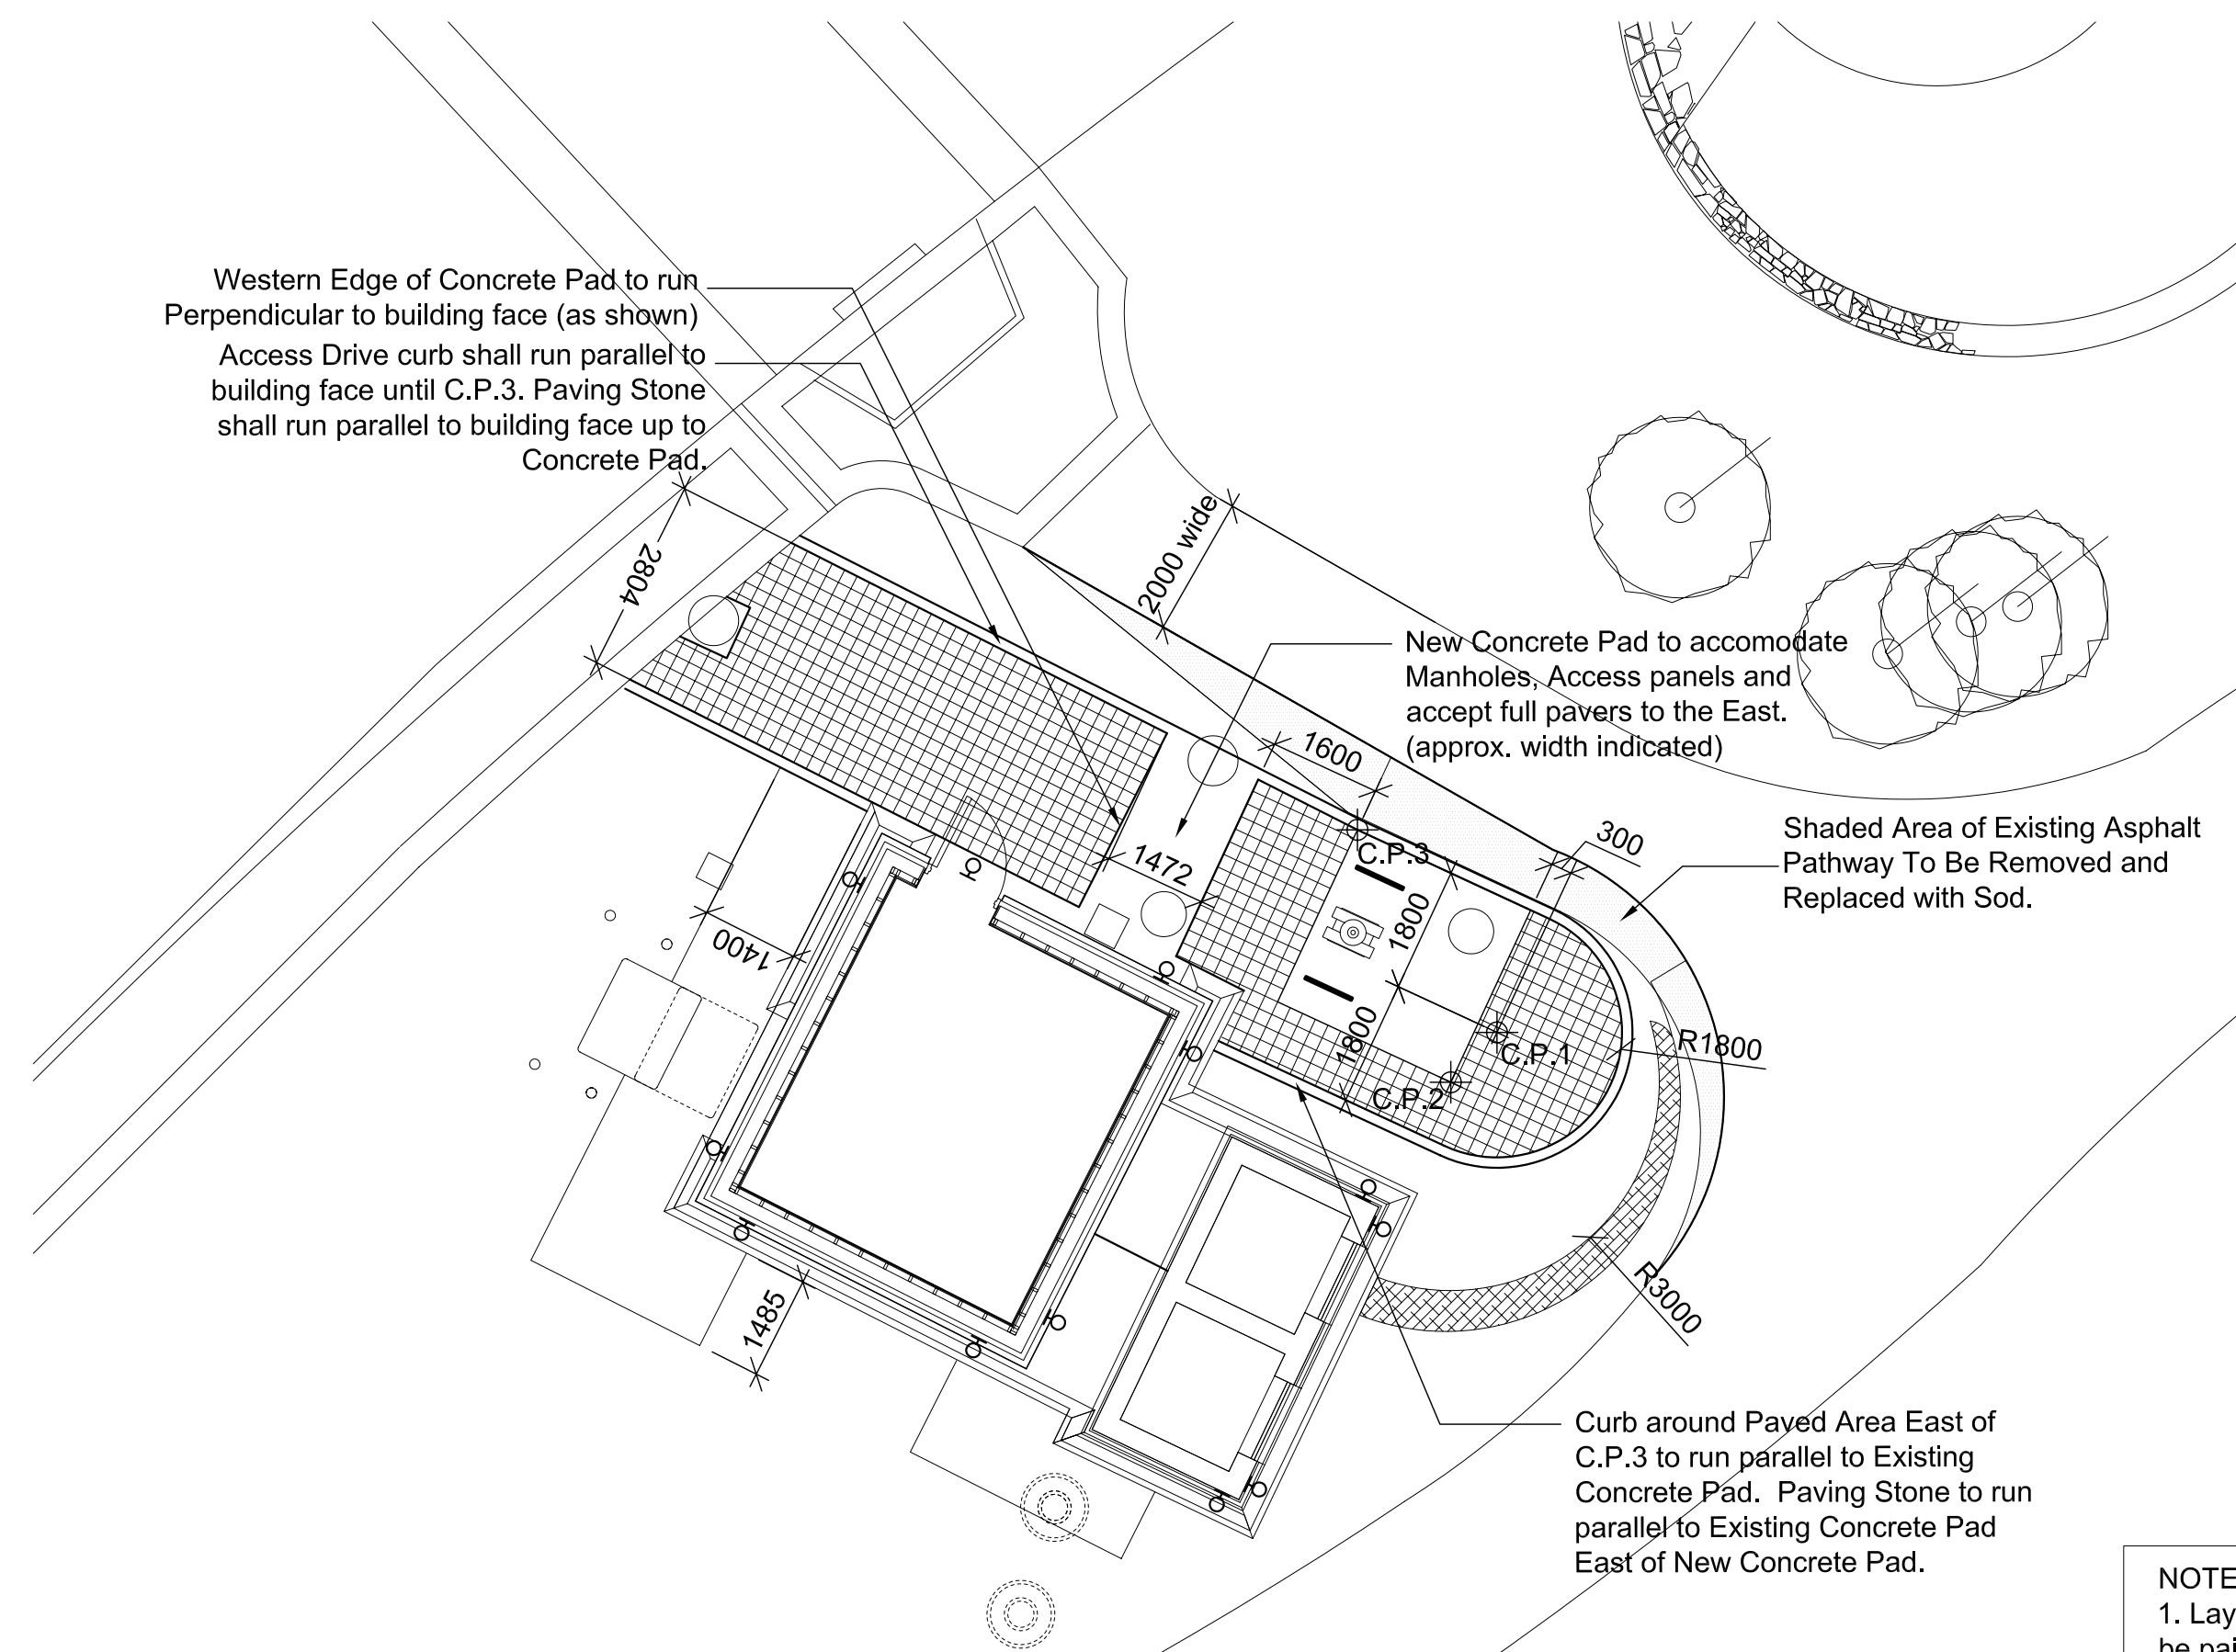 Western Edge of Concrete Pad to run
Perpendicular to building face (as shown)
Access Drive curb shall run parallel to
building face until C.P.3. Paving Stone
shall run parallel to building face up to
Concrete Pad.
2804
2000 wide
New Concrete Pad to accomodate
Manholes, Access panels and
accept full pavers to the East.
(approx. width indicated)
1600
300
Shaded Area of Existing Asphalt
Pathway To Be Removed and
Replaced with Sod.
C.P.3
1472
1800
1400
1800
C.P.1
R1800
C.P.2
R3000
1485
Curb around Paved Area East of
C.P.3 to run parallel to Existing
Concrete Pad. Paving Stone to run
parallel to Existing Concrete Pad
East of New Concrete Pad.
NOTE
1. Lay
be pai